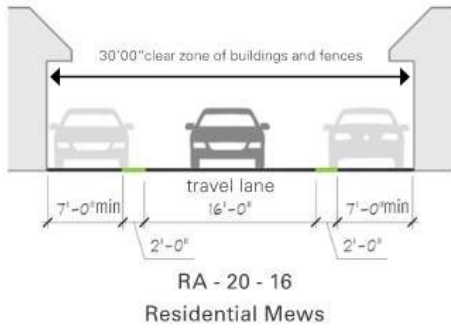 30'00"clear zone of buildings and fences
travel lane
7'-0"min 16'-0" 7'-0"min
2'-0" 2'-0"
RA - 20 - 16
Residential Mews